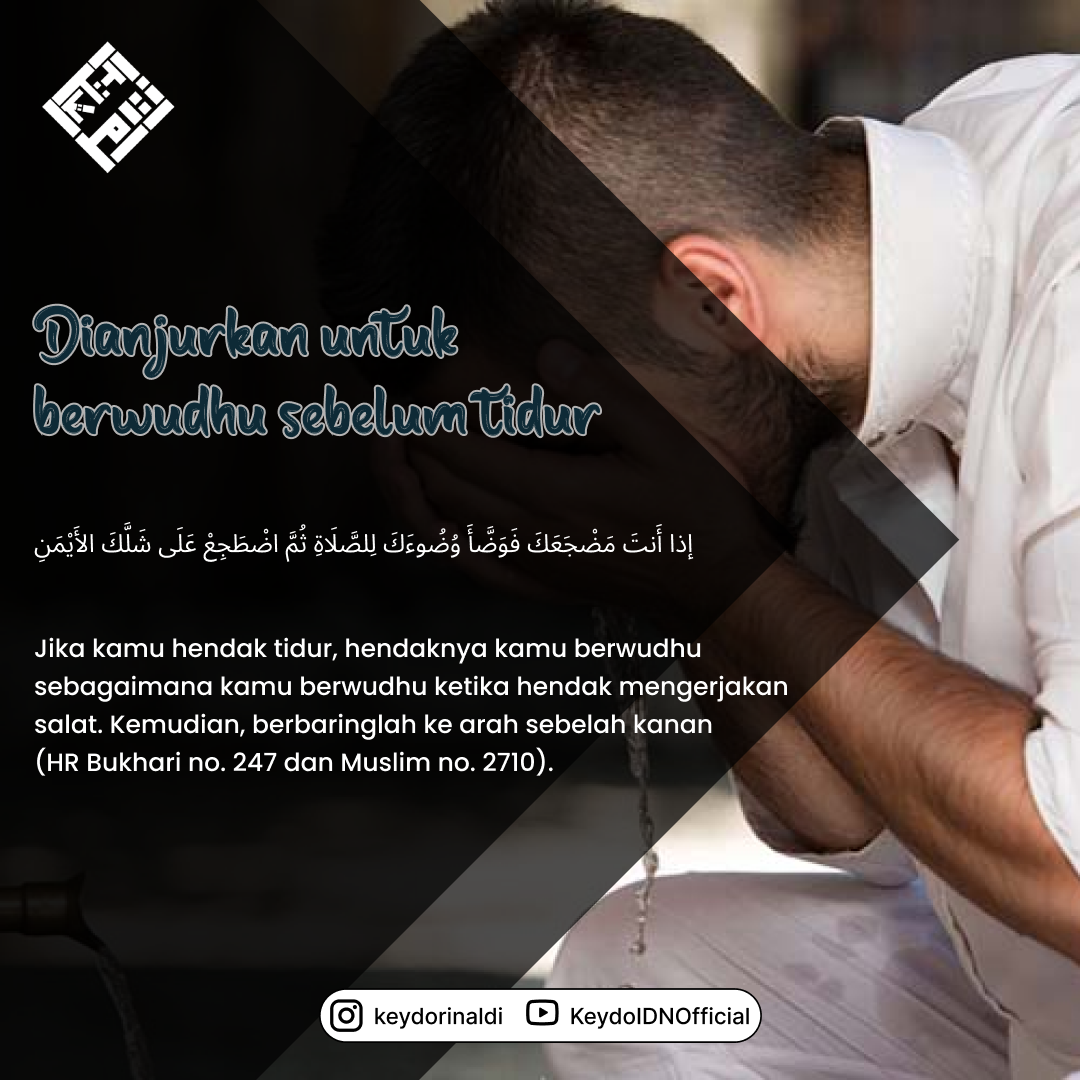 Dianjurkan untuk
berwudhu sebelum tidur
إذا أَنتَ مَضْجَعَكَ فَوَضَّأَ وُضُوءَكَ لِلصَّلَاةِ ثُمَّ اضْطَجِعْ عَلَى شَلَّكَ الأَيْمَنِ
Jika kamu hendak tidur, hendaknya kamu berwudhu
sebagaimana kamu berwudhu ketika hendak mengerjakan
salat. Kemudian, berbaringlah ke arah sebelah kanan
(HR Bukhari no. 247 dan Muslim no. 2710).
keydorinaldi KeydoIDNOfficial